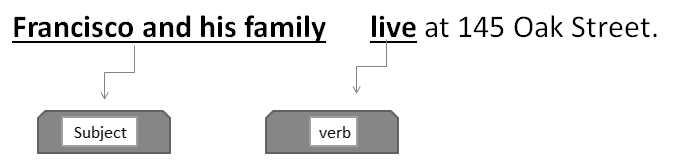 Francisco and his family live at 145 Oak Street.
Subject verb